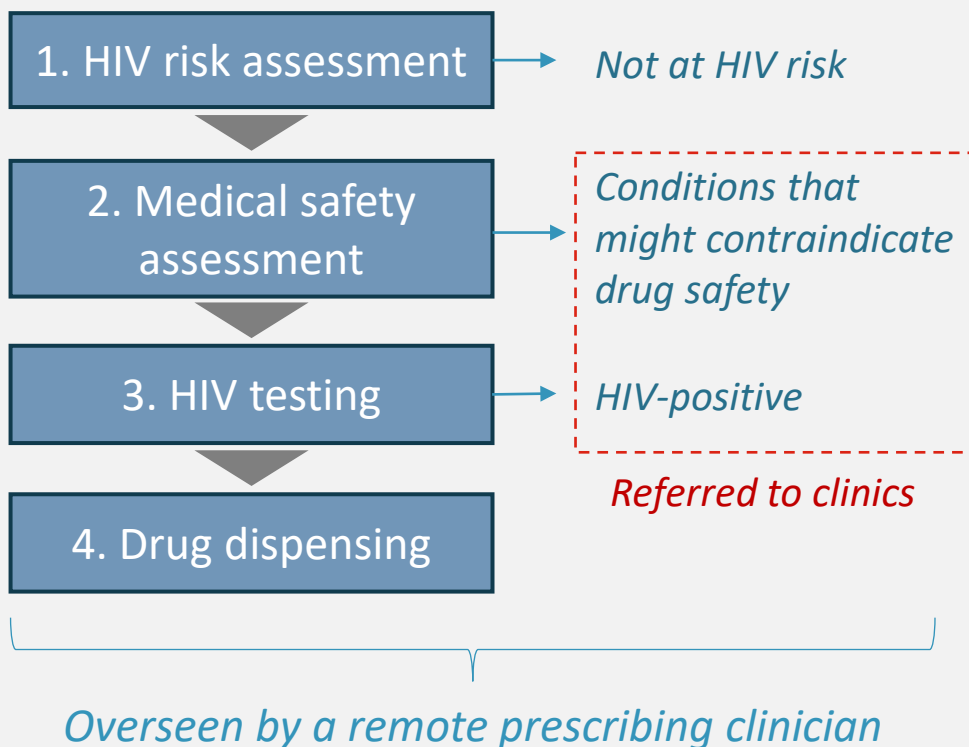 1. HIV risk assessment
Not at HIV risk
2. Medical safety
assessment
Conditions that
might contraindicate
drug safety
3. HIV testing
HIV-positive
Referred to clinics
4. Drug dispensing
Overseen by a remote prescribing clinician